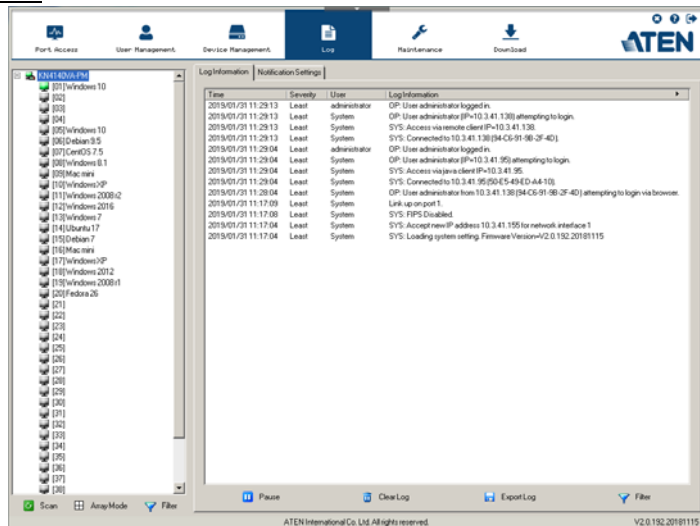 Port Access
User Management
Device Management
Log
Maintenance
Download
ATEN
KN4140VA-PM
[01]Windows 10
[02]
[03]
[04]
[05]Windows 10
[06]Debian 9.5
[07]CentOS 7.5
[08]Windows 8.1
[09]Mac mini
[10]WindowsXP
[11]Windows 2008r2
[12]Windows 2016
[13]Windows 7
[14]Ubuntu 17
[15]Debian 7
[16]Mac mini
[17]WindowsXP
[18]Windows 2012
[19]Windows 2008r1
[20]Fedora 26
[21]
[22]
[23]
[24]
[25]
[26]
[27]
[28]
[29]
[30]
[31]
[32]
[33]
[34]
[35]
[36]
[37]
[38]
Scan
Array Mode
Filter
Log Information
Notification Settings
Time Severity User Log Information
2019/01/31 11:29:13 Least administrator OP: User administrator logged in.
2019/01/31 11:29:13 Least System OP: User administrator [IP=10.3.41.138] attempting to login.
2019/01/31 11:29:13 Least System SYS: Access via remote client IP=10.3.41.138.
2019/01/31 11:29:13 Least System SYS: Connected to 10.3.41.138 [94-C6-91-9B-2F-4D].
2019/01/31 11:29:04 Least administrator OP: User administrator logged in.
2019/01/31 11:29:04 Least System OP: User administrator [IP=10.3.41.95] attempting to login.
2019/01/31 11:29:04 Least System SYS: Access via java client IP=10.3.41.95.
2019/01/31 11:29:04 Least System SYS: Connected to 10.3.41.95 [50-E5-49-ED-A4-10].
2019/01/31 11:28:04 Least System OP: User administrator from 10.3.41.138 [94-C6-91-9B-2F-4D] attempting to login via browser.
2019/01/31 11:17:09 Least System Link up on port 1.
2019/01/31 11:17:08 Least System SYS: FIPS Disabled.
2019/01/31 11:17:04 Least System SYS: Accept new IP address 10.3.41.155 for network interface 1
2019/01/31 11:17:04 Least System SYS: Loading system setting. Firmware Version=V2.0.192.20181115
Pause
Clear Log
Export Log
Filter
ATEN International Co. Ltd. All rights reserved.
V2.0.192.20181115